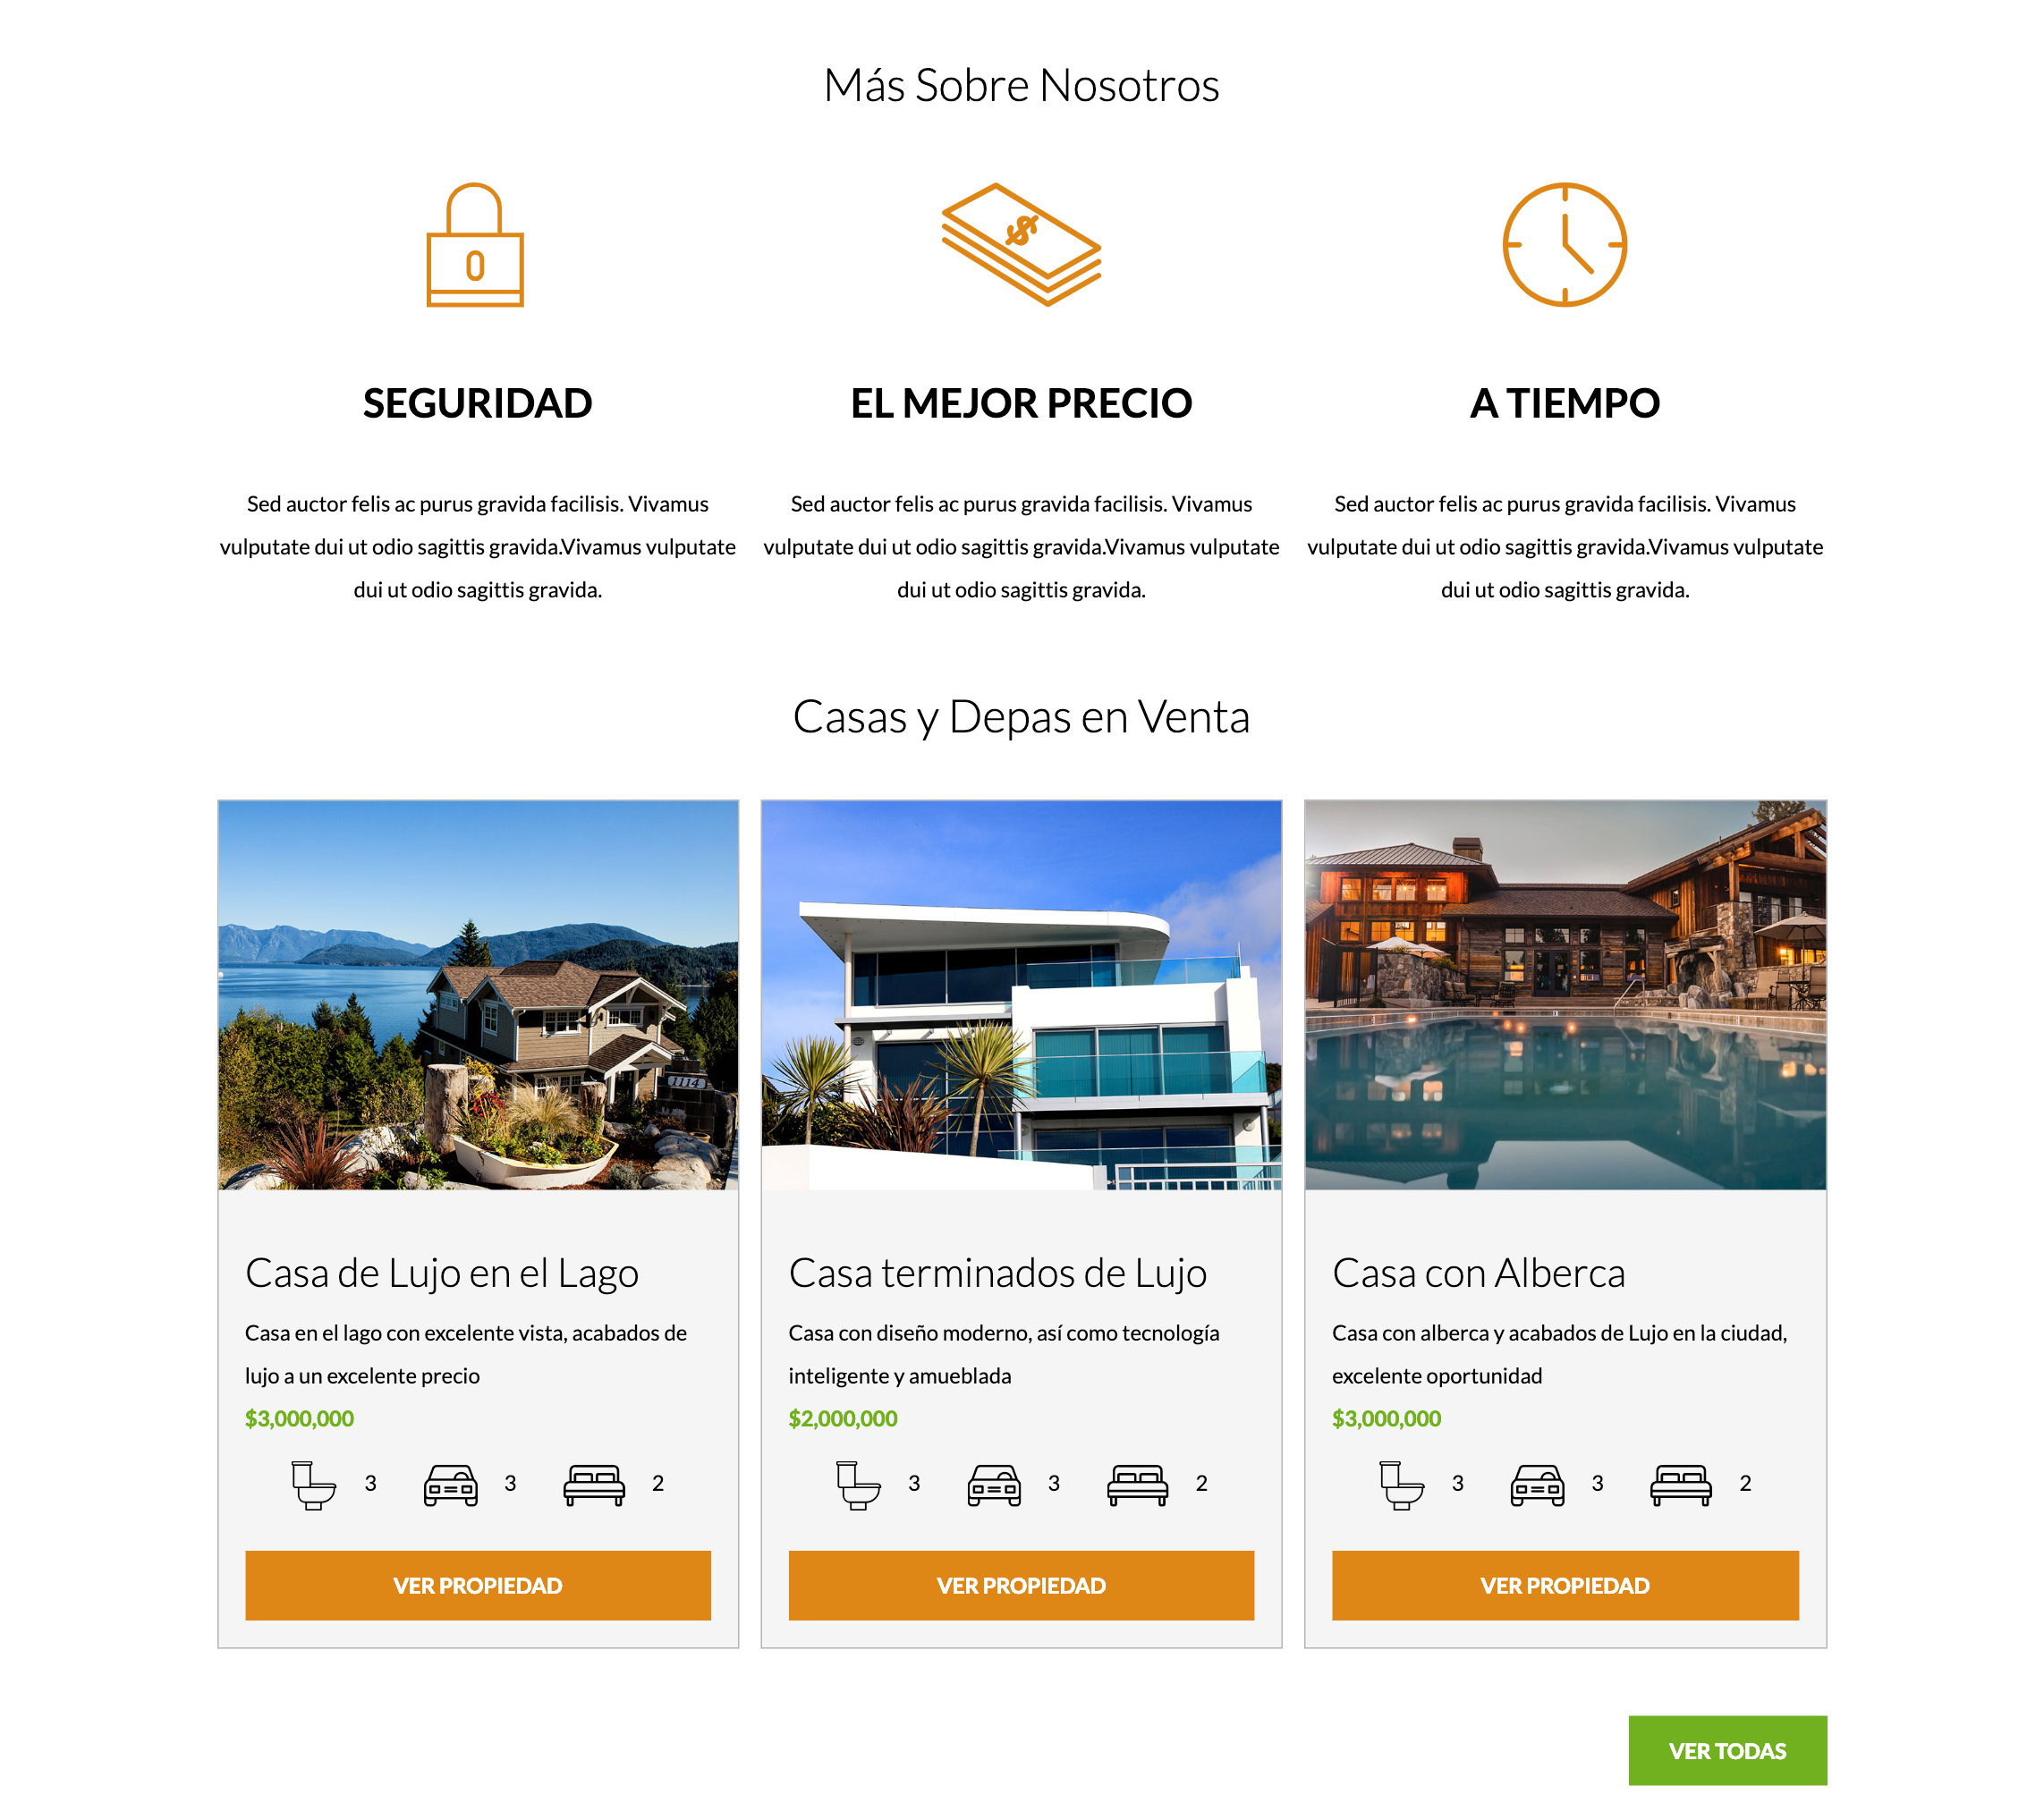 Más Sobre Nosotros
SEGURIDAD
Sed auctor felis ac purus gravida facilisis. Vivamus
vulputate dui ut odio sagittis gravida.Vivamus vulputate
dui ut odio sagittis gravida.
EL MEJOR PRECIO
Sed auctor felis ac purus gravida facilisis. Vivamus
vulputate dui ut odio sagittis gravida.Vivamus vulputate
dui ut odio sagittis gravida.
A TIEMPO
Sed auctor felis ac purus gravida facilisis. Vivamus
vulputate dui ut odio sagittis gravida.Vivamus vulputate
dui ut odio sagittis gravida.
Casas y Depas en Venta
1114
Casa de Lujo en el Lago
Casa en el lago con excelente vista, acabados de
lujo a un excelente precio
$3,000,000
3 3 2
VER PROPIEDAD
Casa terminados de Lujo
Casa con diseño moderno, así como tecnología
inteligente y amueblada
$2,000,000
3 3 2
VER PROPIEDAD
Casa con Alberca
Casa con alberca y acabados de Lujo en la ciudad,
excelente oportunidad
$3,000,000
3 3 2
VER PROPIEDAD
VER TODAS